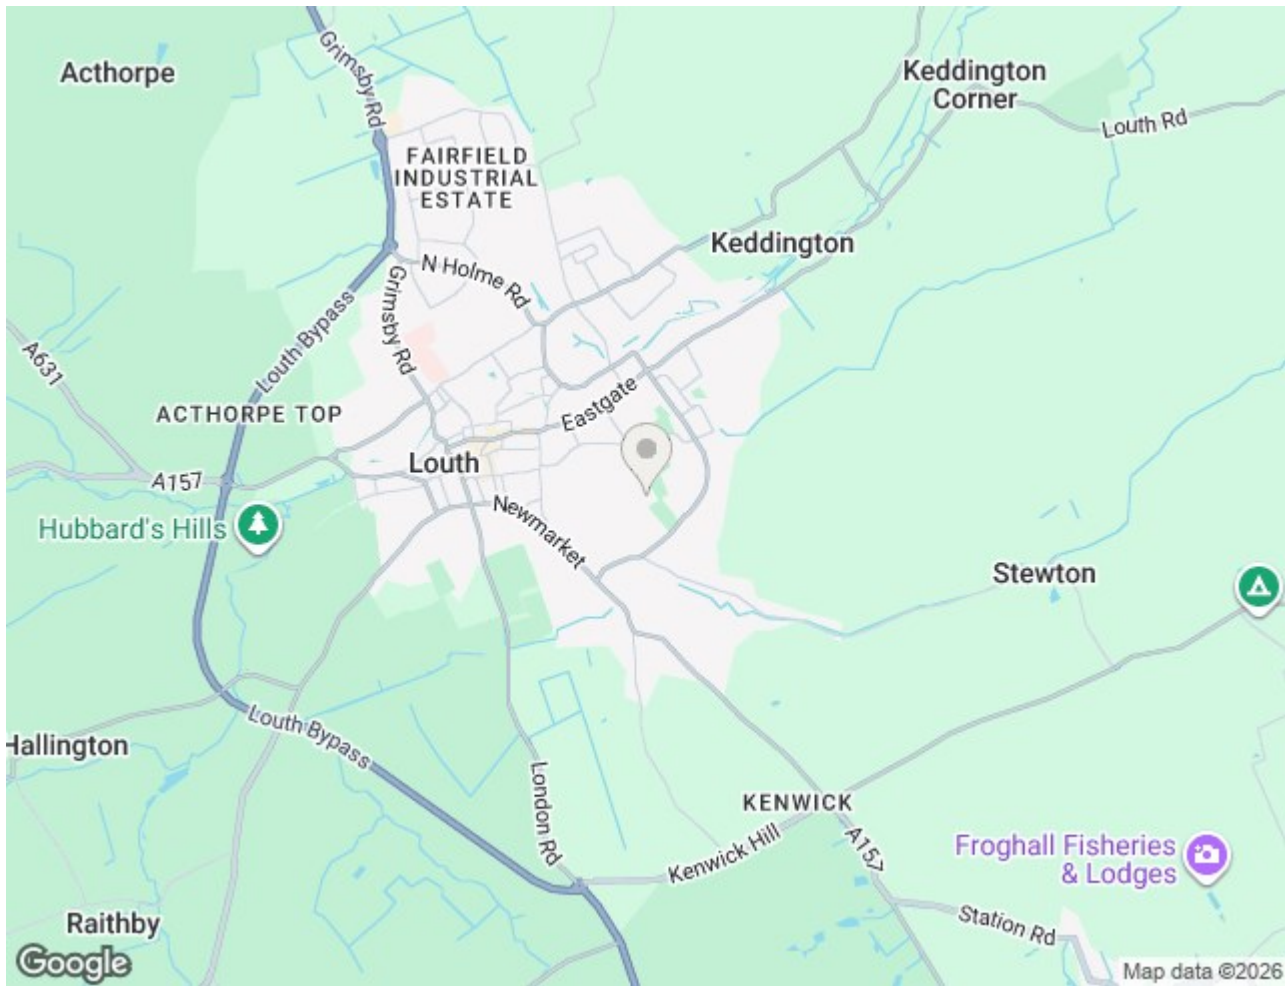 Acthorpe
Grimsby Rd
Keddington
Corner
Louth Rd
FAIRFIELD
INDUSTRIAL
ESTATE
Keddington
N Holme Rd
Grimsby Rd
Louth Bypass
A631
ACTHORPE TOP
Eastgate
Louth
A157
Newmarket
Hubbard's Hills
Stewton
Louth Bypass
Hallington
London Rd
KENWICK
Kenwick Hill
A157
Froghall Fisheries
& Lodges
Raithby
Station Rd
Google
Map data ©2026